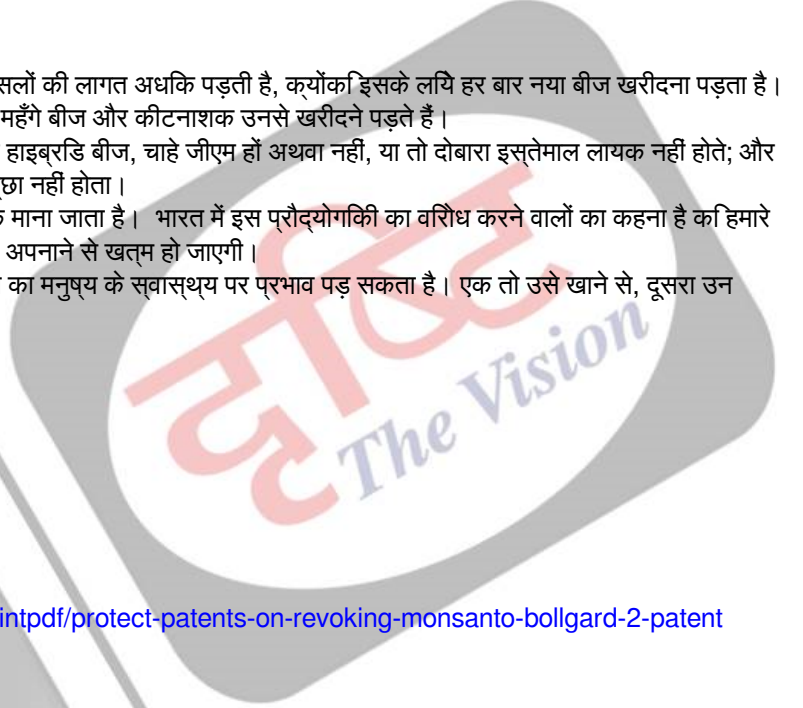 सलों की लागत अधिक पड़ती है, क्योंकि इसके लिये हर बार नया बीज खरीदना पड़ता है।
महँगे बीज और कीटनाशक उनसे खरीदने पड़ते हैं।
हाइब्रिड बीज, चाहे जीएम हों अथवा नहीं, या तो दोबारा इस्तेमाल लायक नहीं होते; और
छा नहीं होता।
माना जाता है। भारत में इस प्रौद्योगिकी का विरोध करने वालों का कहना है कि हमारे
अपनाने से खत्म हो जाएगी।
का मनुष्य के स्वास्थ्य पर प्रभाव पड़ सकता है। एक तो उसे खाने से, दूसरा उन
दृष्टि
The Vision
intpdf/protect-patents-on-revoking-monsanto-bollgard-2-patent